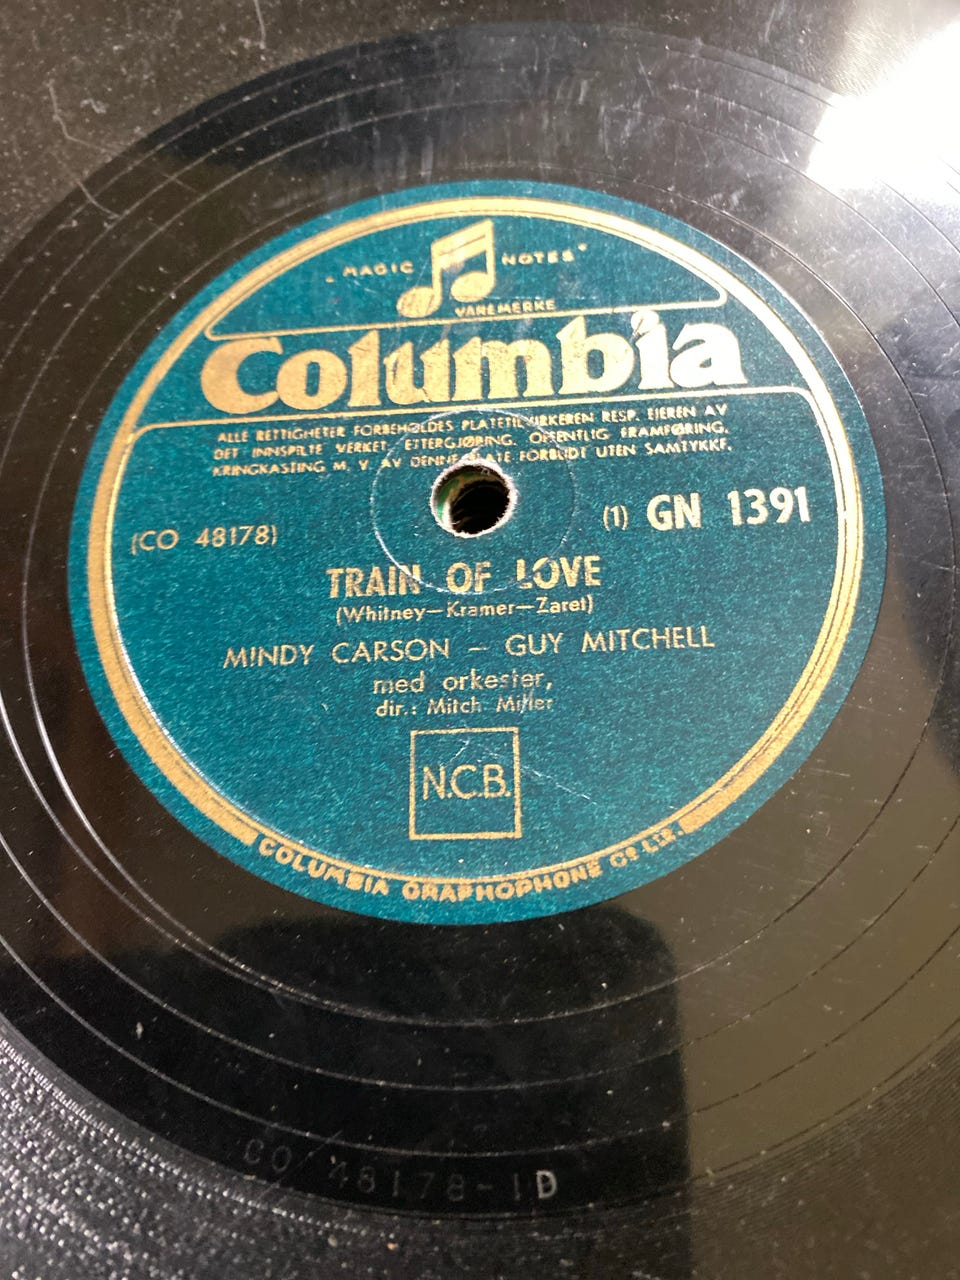 „MAGIC NOTES"
VAREMERKE
Columbia
ALLE RETTIGHETER FORBEHOLDES PLATETILVIRKEREN RESP. EIEREN AV
DET INNSPILTE VERKET. ETTERGJØRING, OFFENTLIG FRAMFØRING,
KRINGKASTING M. V. AV DENNE PLATE FORBUDT UTEN SAMTYKKE.
(CO 48178)
(1) GN 1391
TRAIN OF LOVE
(Whitney—Kramer—Zaret)
MINDY CARSON — GUY MITCHELL
med orkester,
dir.: Mitch Miller
N.C.B.
COLUMBIA GRAPHOPHONE Co LTD.
CO 48178-1D